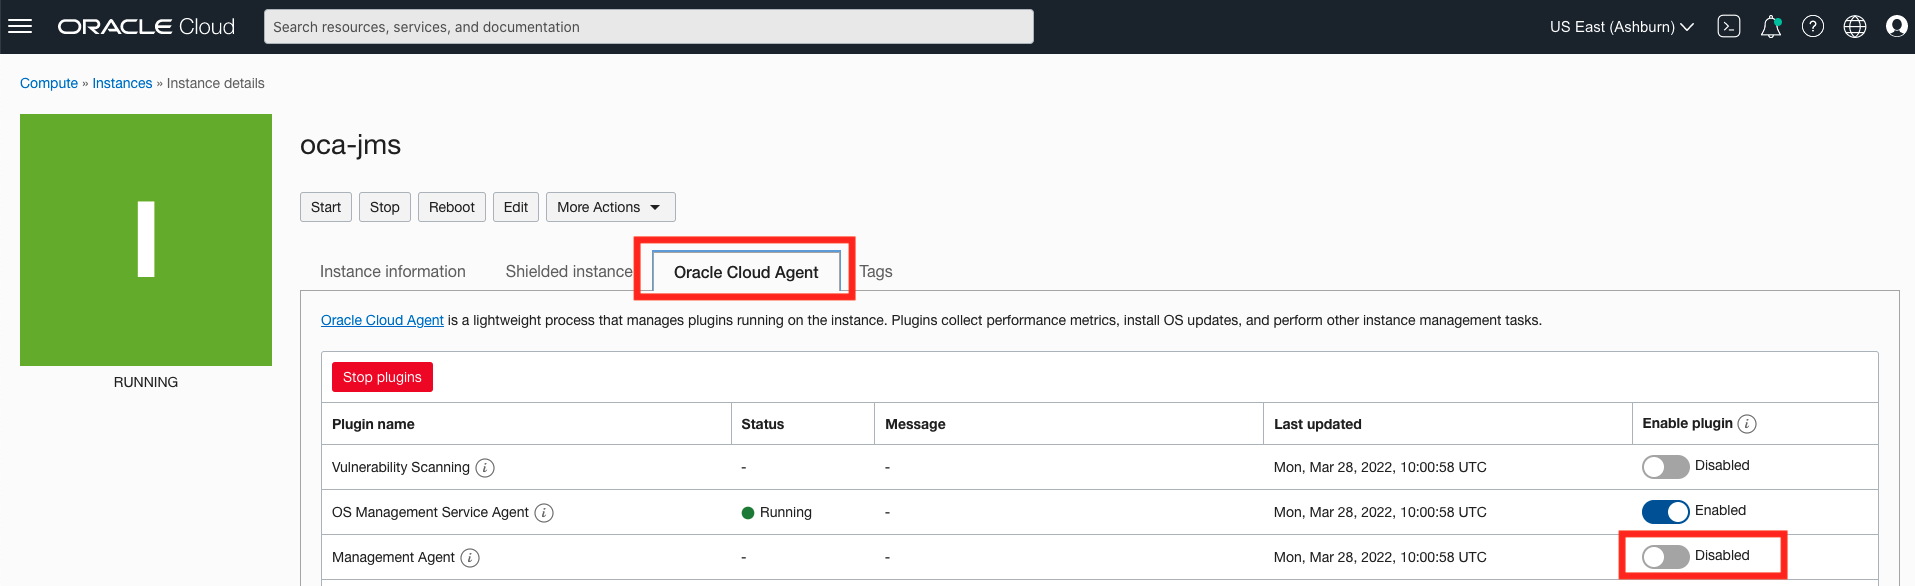 ORACLE Cloud
Search resources, services, and documentation
US East (Ashburn)
Compute » Instances » Instance details
I
RUNNING
oca-jms
Start Stop Reboot Edit More Actions
Instance information Shielded instance Oracle Cloud Agent Tags
Oracle Cloud Agent is a lightweight process that manages plugins running on the instance. Plugins collect performance metrics, install OS updates, and perform other instance management tasks.
Stop plugins
Plugin name Status Message Last updated Enable plugin i
Vulnerability Scanning i - - Mon, Mar 28, 2022, 10:00:58 UTC Disabled
OS Management Service Agent i Running - Mon, Mar 28, 2022, 10:00:58 UTC Enabled
Management Agent i - - Mon, Mar 28, 2022, 10:00:58 UTC Disabled